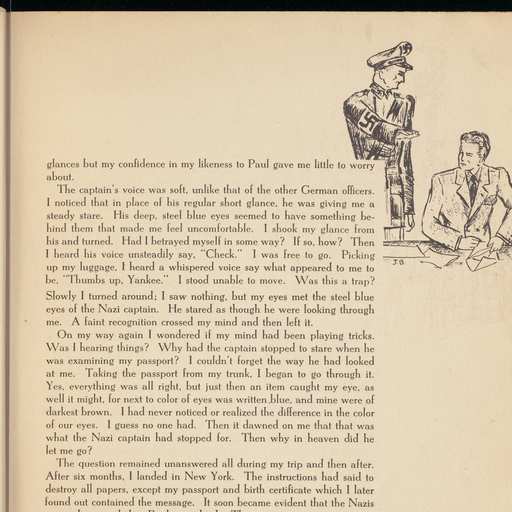 glances but my confidence in my likeness to Paul gave me little to worry
about.
The captain's voice was soft, unlike that of the other German officers.
I noticed that in place of his regular short glance, he was giving me a
steady stare. His deep, steel blue eyes seemed to have something be-
hind them that made me feel uncomfortable. I shook my glance from
his and turned. Had I betrayed myself in some way? If so, how? Then
I heard his voice unsteadily say, "Check." I was free to go. Picking
up my luggage, I heard a whispered voice say what appeared to me to
be, "Thumbs up, Yankee." I stood unable to move. Was this a trap?
Slowly I turned around; I saw nothing, but my eyes met the steel blue
eyes of the Nazi captain. He stared as though he were looking through
me. A faint recognition crossed my mind and then left it.
On my way again I wondered if my mind had been playing tricks.
Was I hearing things? Why had the captain stopped to stare when he
was examining my passport? I couldn't forget the way he had looked
at me. Taking the passport from my trunk, I began to go through it.
Yes, everything was all right, but just then an item caught my eye, as
well it might, for next to color of eyes was written blue, and mine were of
darkest brown. I had never noticed or realized the difference in the color
of our eyes. I guess no one had. Then it dawned on me that that was
what the Nazi captain had stopped for. Then why in heaven did he
let me go?
The question remained unanswered all during my trip and then after.
After six months, I landed in New York. The instructions had said to
destroy all papers, except my passport and birth certificate which I later
found out contained the message. It soon became evident that the Nazis
J.B.